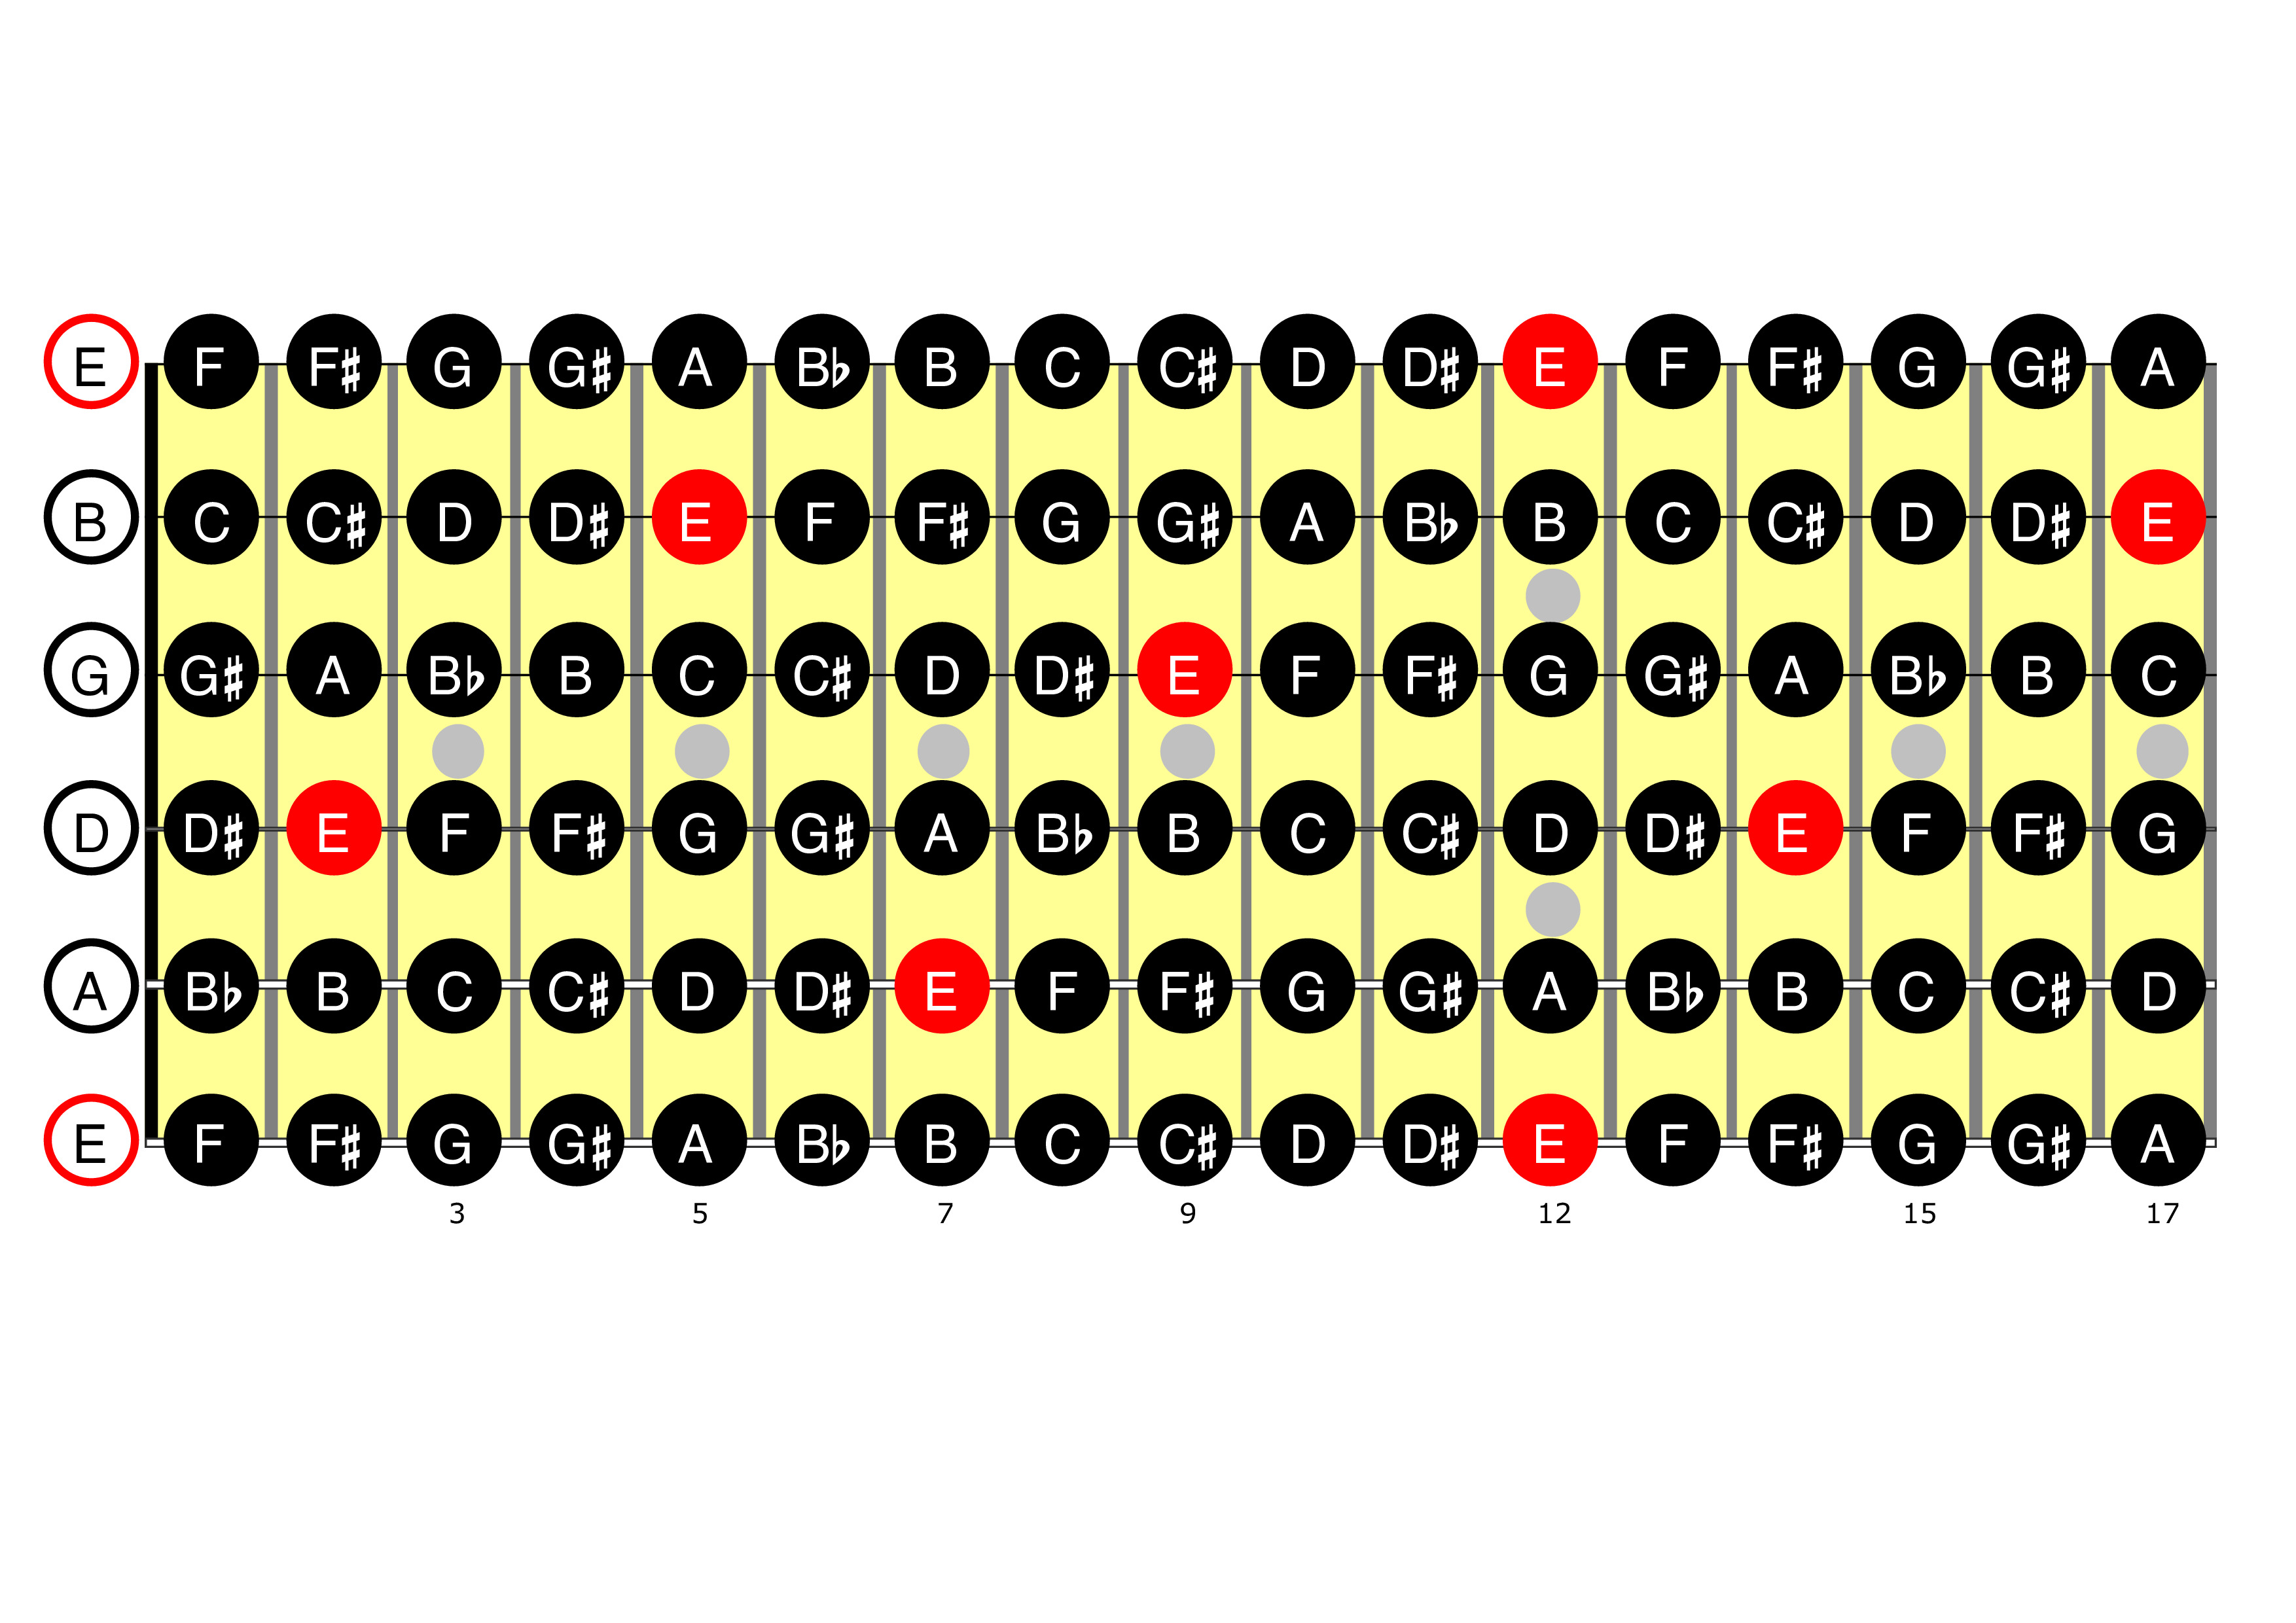 E F F♯ G G♯ A B♭ B C C♯ D D♯ E F F♯ G G♯ A
B C C♯ D D♯ E F F♯ G G♯ A B♭ B C C♯ D D♯ E
G G♯ A B♭ B C C♯ D D♯ E F F♯ G G♯ A B♭ B C
D D♯ E F F♯ G G♯ A B♭ B C C♯ D D♯ E F F♯ G
A B♭ B C C♯ D D♯ E F F♯ G G♯ A B♭ B C C♯ D
E F F♯ G G♯ A B♭ B C C♯ D D♯ E F F♯ G G♯ A
3 5 7 9 12 15 17